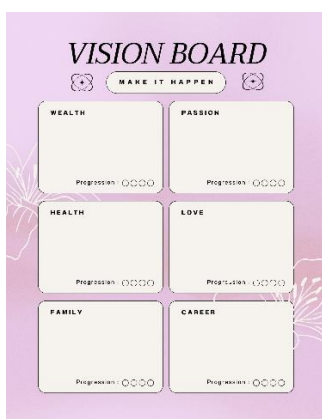 VISION BOARD
MAKE IT HAPPEN
WEALTH
Progression :
PASSION
Progression :
HEALTH
Progression :
LOVE
Progression :
FAMILY
Progression :
CAREER
Progression :